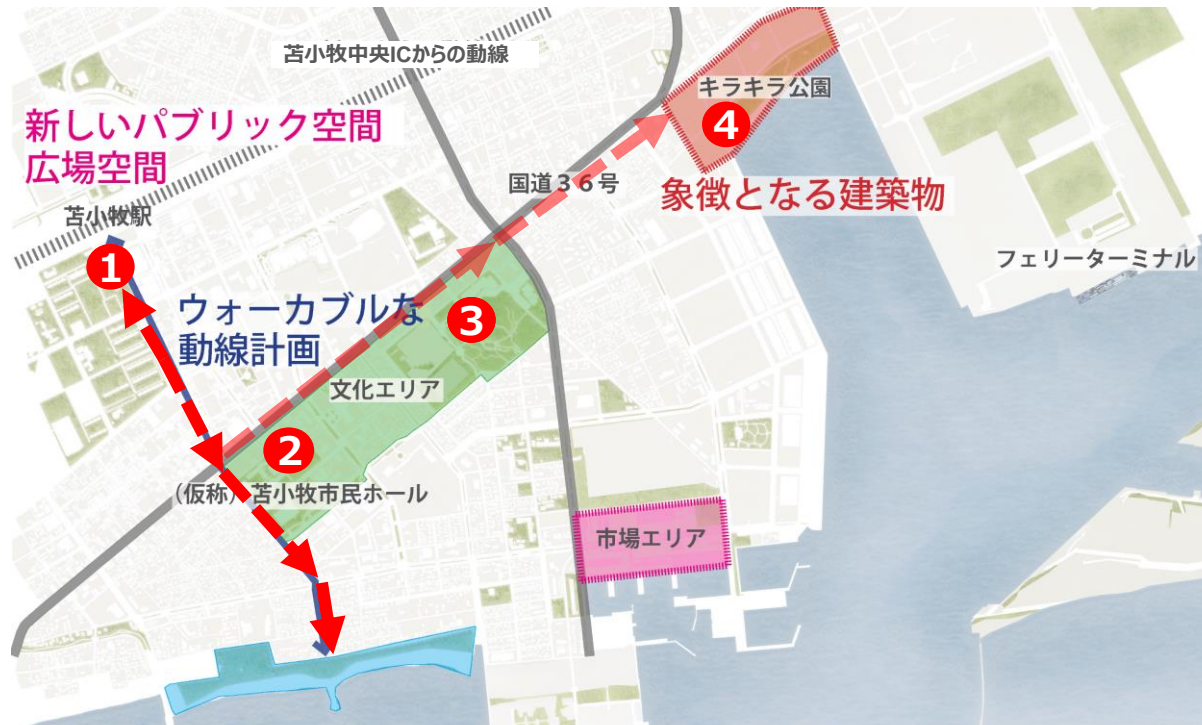 苫小牧中央ICからの動線
キラキラ公園
4
新しいパブリック空間
広場空間
国道36号
象徴となる建築物
苫小牧駅
フェリーターミナル
1
ウォーカブルな
動線計画
3
文化エリア
2
（仮称）苫小牧市民ホール
市場エリア